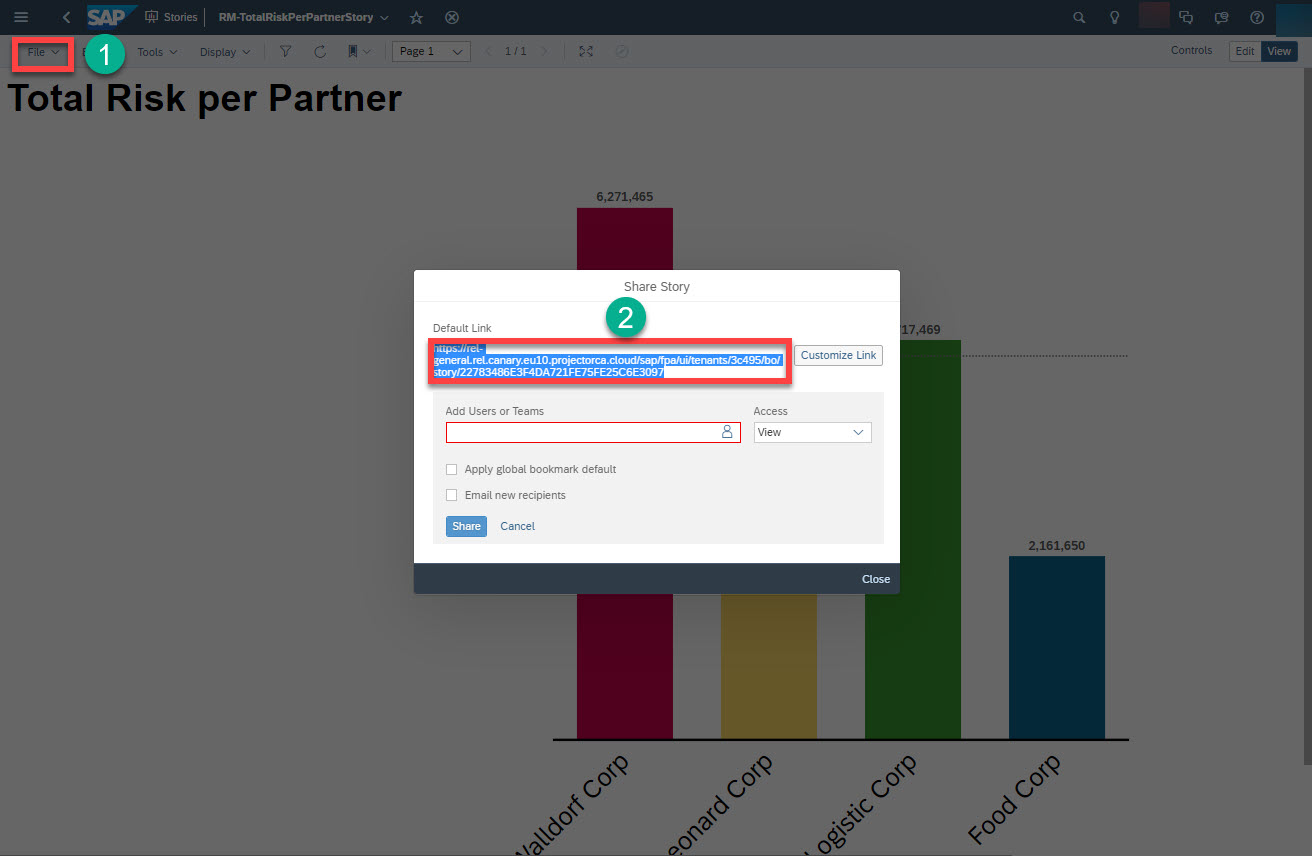 SAP Stories RM-TotalRiskPerPartnerStory
File 1 Tools Display Page 1 1 / 1 Controls Edit View
Total Risk per Partner
6,271,465
Share Story
2
Default Link
https://rel-
general.rel.canary.eu10.projectorca.cloud/sap/fpa/ui/tenants/3c495/bo/
story/22783486E3F4DA721FE75FE25C6E3097
Customize Link
17,469
Add Users or Teams
Access
View
Apply global bookmark default
Email new recipients
Share Cancel
Close
2,161,650
Walldorf Corp
eonard Corp
Logistic Corp
Food Corp